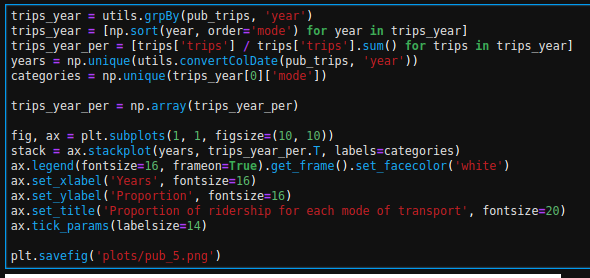 trips_year = utils.grpBy(pub_trips, 'year')
trips_year = [np.sort(year, order='mode') for year in trips_year]
trips_year_per = [trips['trips'] / trips['trips'].sum() for trips in trips_year]
years = np.unique(utils.convertColDate(pub_trips, 'year'))
categories = np.unique(trips_year[0]['mode'])
trips_year_per = np.array(trips_year_per)
fig, ax = plt.subplots(1, 1, figsize=(10, 10))
stack = ax.stackplot(years, trips_year_per.T, labels=categories)
ax.legend(fontsize=16, frameon=True).get_frame().set_facecolor('white')
ax.set_xlabel('Years', fontsize=16)
ax.set_ylabel('Proportion', fontsize=16)
ax.set_title('Proportion of ridership for each mode of transport', fontsize=20)
ax.tick_params(labelsize=14)
plt.savefig('plots/pub_5.png')